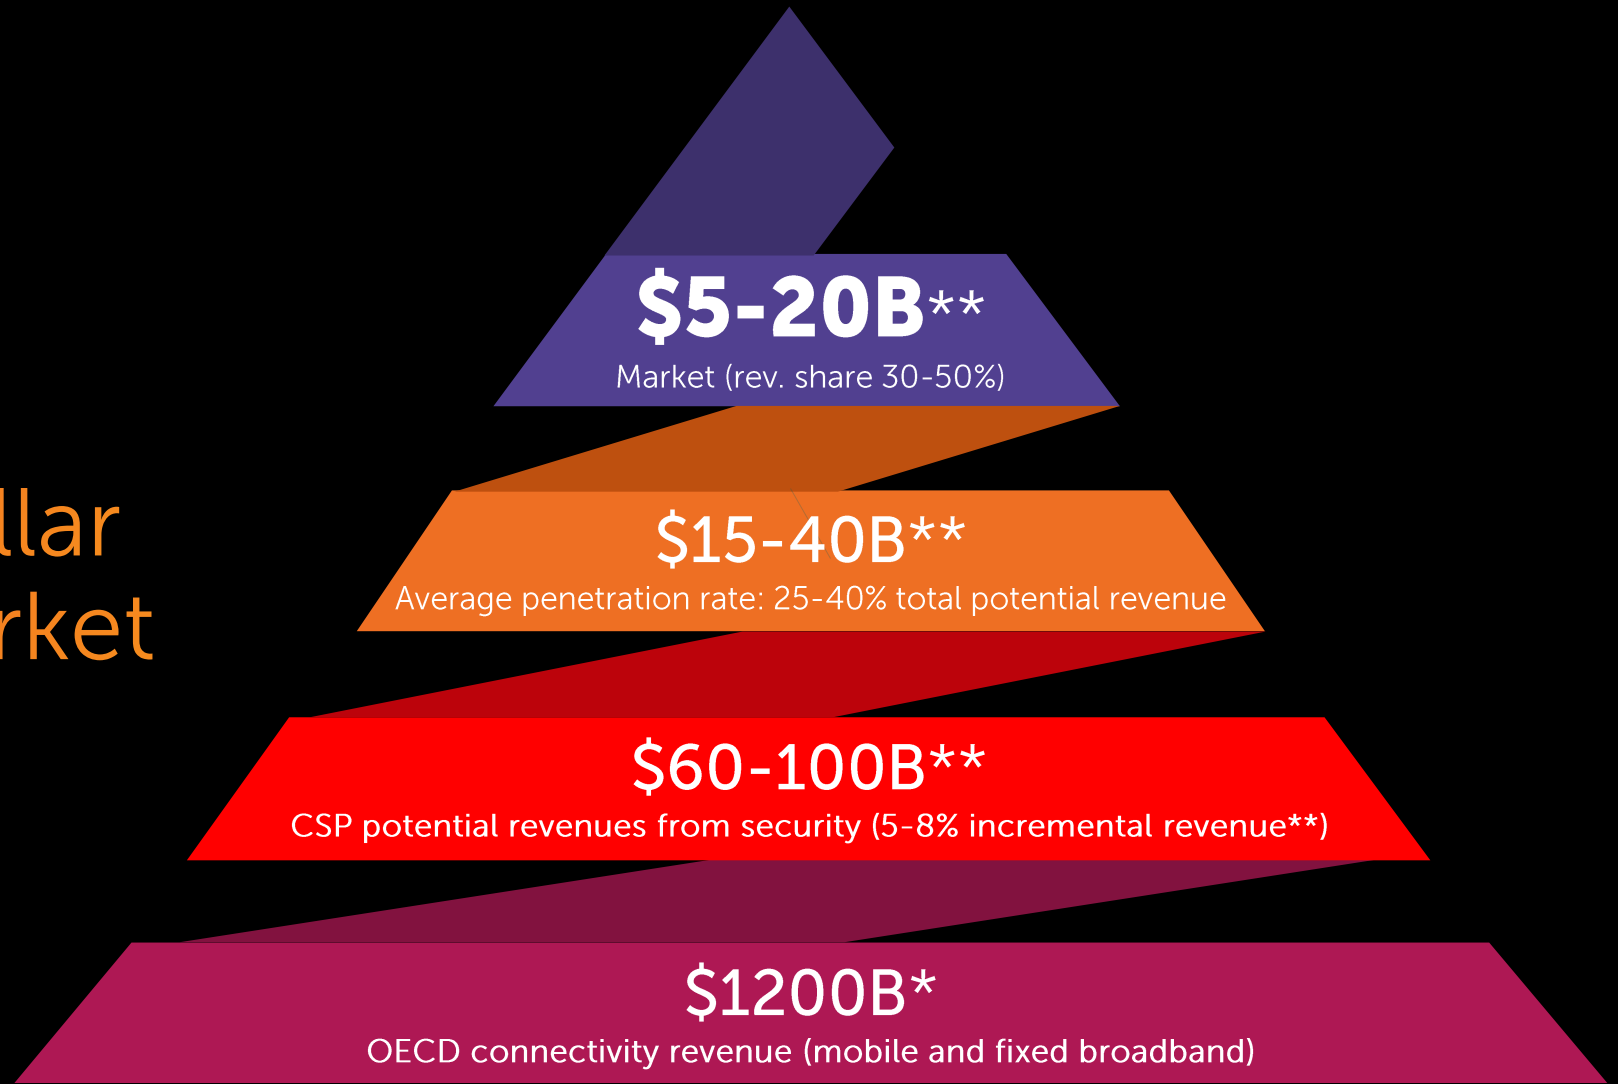 $5-20B**
Market (rev. share 30-50%)
llar
rket
$15-40B**
Average penetration rate: 25-40% total potential revenue
$60-100B**
CSP potential revenues from security (5-8% incremental revenue**)
$1200B*
OECD connectivity revenue (mobile and fixed broadband)